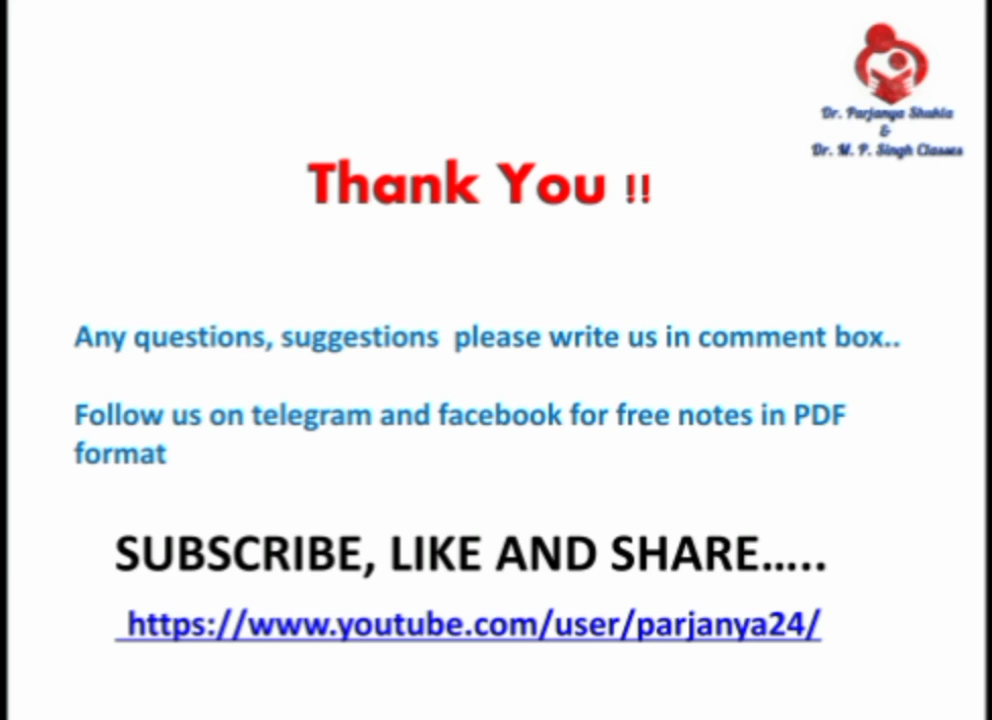 Dr. Parjanya Shukla
&
Dr. M. P. Singh Classes
Thank You !!
Any questions, suggestions  please write us in comment box..
Follow us on telegram and facebook for free notes in PDF
format
SUBSCRIBE, LIKE AND SHARE.....
https://www.youtube.com/user/parjanya24/